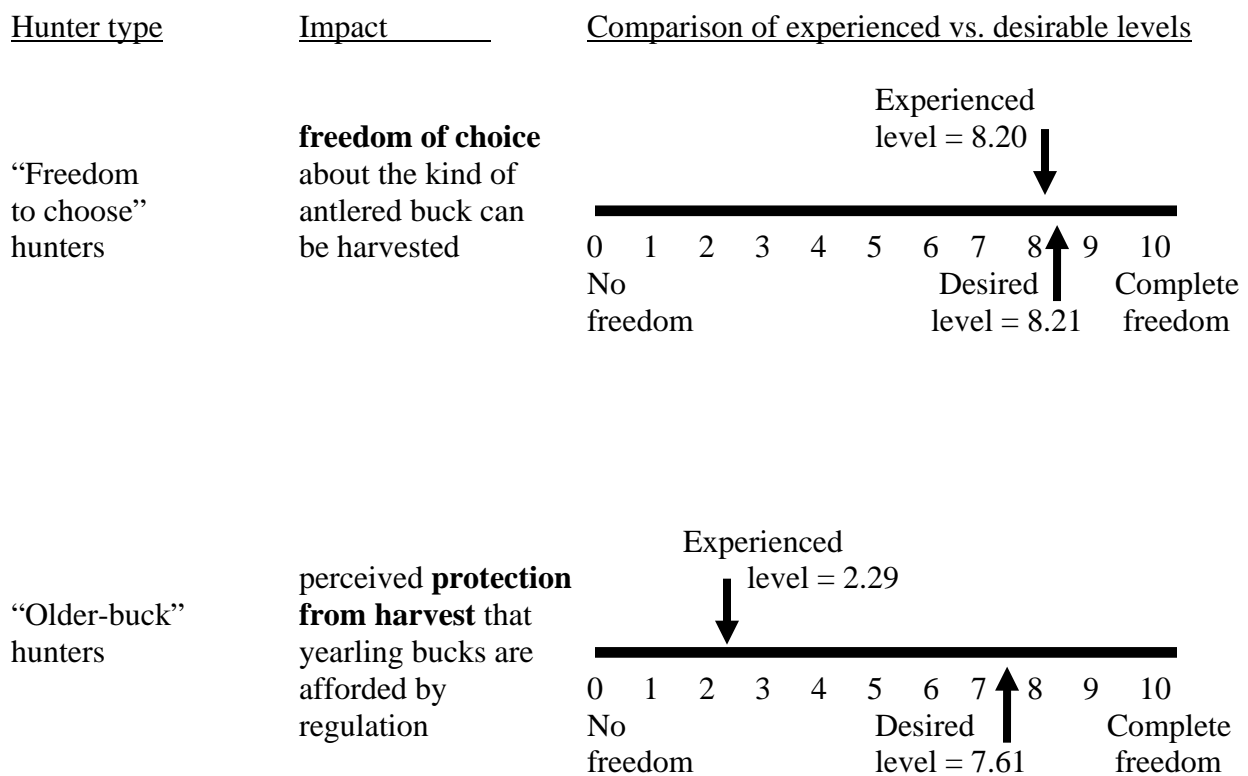 Hunter type Impact Comparison of experienced vs. desirable levels
“Freedom
to choose”
hunters
freedom of choice
about the kind of
antlered buck can
be harvested
Experienced
level = 8.20
0 1 2 3 4 5 6 7 8 9 10
No
freedom
Desired
level = 8.21
Complete
freedom
“Older-buck”
hunters
perceived protection
from harvest that
yearling bucks are
afforded by
regulation
Experienced
level = 2.29
0 1 2 3 4 5 6 7 8 9 10
No
freedom
Desired
level = 7.61
Complete
freedom